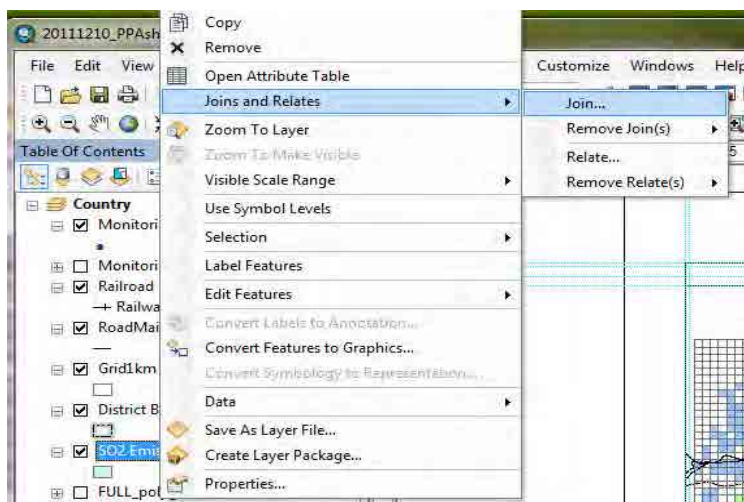 20111210_PPAsh
File Edit View
Customize Windows Help
Table Of Contents
Country
Monitori
Monitori
Railroad
Railwa
RoadMai
Grid1km
District B
SO2 Emis
FULL_pol
Copy
Remove
Open Attribute Table
Joins and Relates
Zoom To Layer
Zoom To Make Visible
Visible Scale Range
Use Symbol Levels
Selection
Label Features
Edit Features
Convert Labels to Annotation...
Convert Features to Graphics...
Convert Symbology to Representation...
Data
Save As Layer File...
Create Layer Package...
Properties...
Join...
Remove Join(s)
Relate...
Remove Relate(s)
5